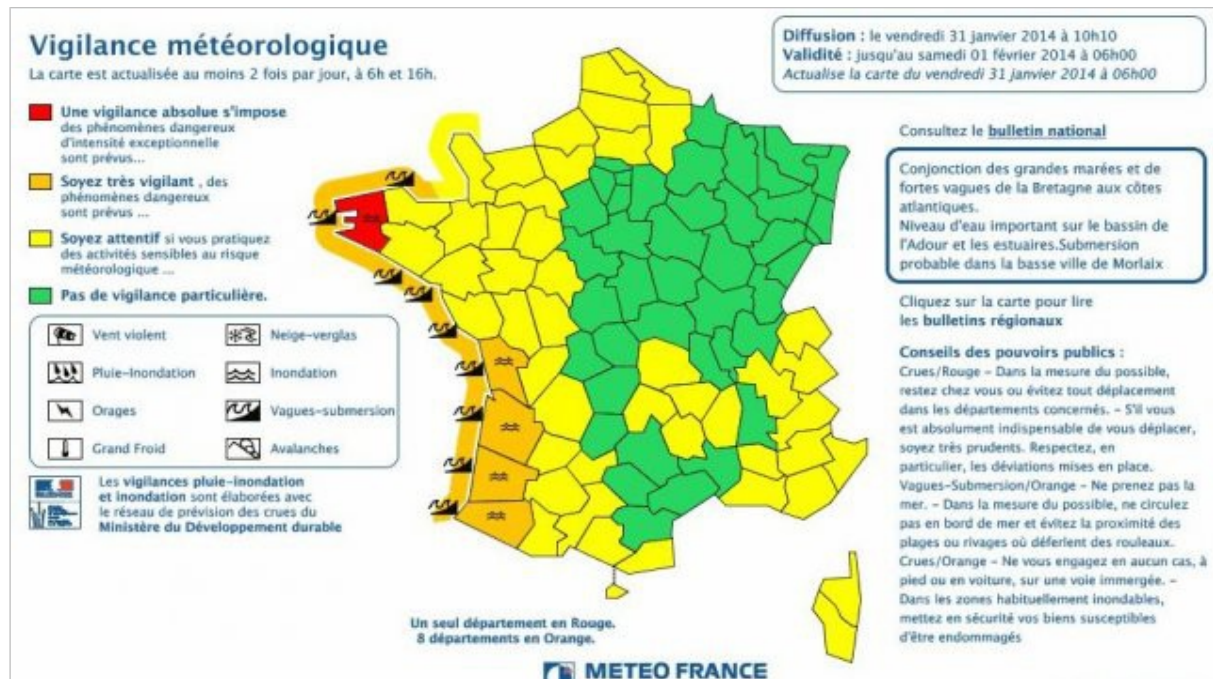 Vigilance météorologique
La carte est actualisée au moins 2 fois par jour, à 6h et 16h.
Diffusion : le vendredi 31 janvier 2014 à 10h10
Validité : jusqu'au samedi 01 février 2014 à 06h00
Actualise la carte du vendredi 31 janvier 2014 à 06h00
Une vigilance absolue s'impose
des phénomènes dangereux
d'intensité exceptionnelle
sont prévus...
Soyez très vigilant , des
phénomènes dangereux
sont prévus ...
Soyez attentif si vous pratiquez
des activités sensibles au risque
météorologique ...
Pas de vigilance particulière.
Vent violent
Neige-verglas
Pluie-Inondation
Inondation
Orages
Vagues-submersion
Grand Froid
Avalanches
Les vigilances pluie-inondation
et inondation sont élaborées avec
le réseau de prévision des crues du
Ministère du Développement durable
Un seul département en Rouge.
8 départements en Orange.
METEO FRANCE
Consultez le bulletin national
Conjonction des grandes marées et de
fortes vagues de la Bretagne aux côtes
atlantiques.
Niveau d'eau important sur le bassin de
l'Adour et les estuaires.Submersion
probable dans la basse ville de Morlaix
Cliquez sur la carte pour lire
les bulletins régionaux
Conseils des pouvoirs publics :
Crues/Rouge - Dans la mesure du possible,
restez chez vous ou évitez tout déplacement
dans les départements concernés. - S'il vous
est absolument indispensable de vous déplacer,
soyez très prudents. Respectez, en
particulier, les déviations mises en place.
Vagues-Submersion/Orange - Ne prenez pas la
mer. - Dans la mesure du possible, ne circulez
pas en bord de mer et évitez la proximité des
plages ou rivages où déferlent des rouleaux.
Crues/Orange - Ne vous engagez en aucun cas, à
pied ou en voiture, sur une voie immergée. -
Dans les zones habituellement inondables,
mettez en sécurité vos biens susceptibles
d'être endommagés